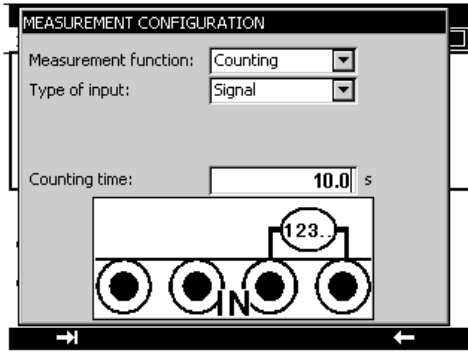 MEASUREMENT CONFIGURATION
Measurement function: Counting
Type of input: Signal
Counting time: 10.0 s
123..
IN